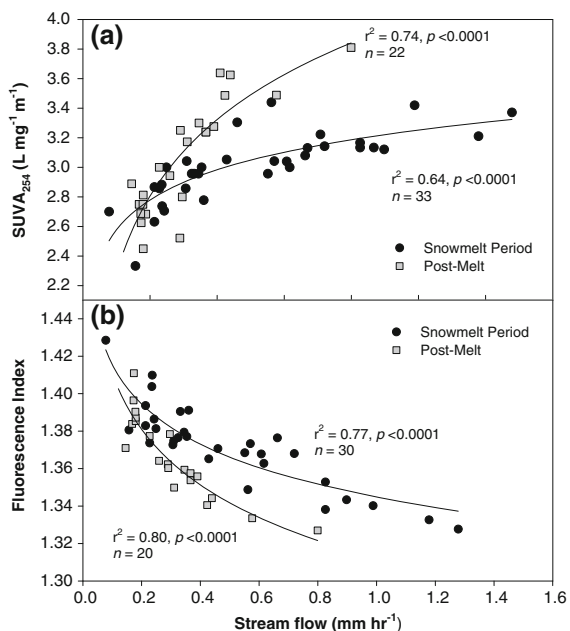 (a)
r² = 0.74, p <0.0001
n = 22
r² = 0.64, p <0.0001
n = 33
Snowmelt Period
Post-Melt
SUVA₂₅₄ (L mg⁻¹ m⁻¹)
4.0
3.8
3.6
3.4
3.2
3.0
2.8
2.6
2.4
2.2
(b)
Snowmelt Period
Post-Melt
r² = 0.77, p <0.0001
n = 30
r² = 0.80, p <0.0001
n = 20
Fluorescence Index
1.44
1.42
1.40
1.38
1.36
1.34
1.32
1.30
0.0 0.2 0.4 0.6 0.8 1.0 1.2 1.4 1.6
Stream flow (mm hr⁻¹)